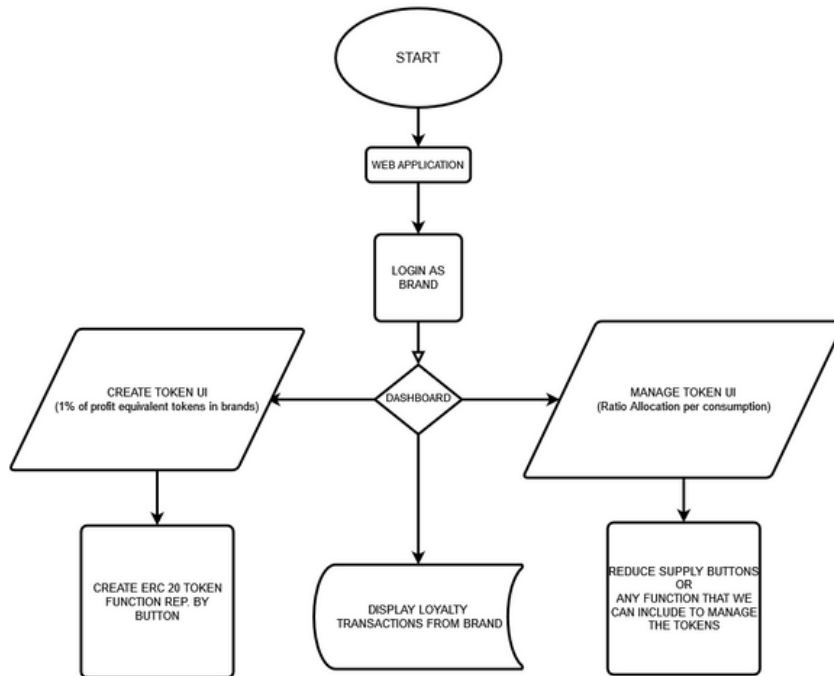 START
WEB APPLICATION
LOGIN AS
BRAND
CREATE TOKEN UI
(1% of profit equivalent tokens in brands)
DASHBOARD
MANAGE TOKEN UI
(Ratio Allocation per consumption)
CREATE ERC 20 TOKEN
FUNCTION REP. BY
BUTTON
DISPLAY LOYALTY
TRANSACTIONS FROM BRAND
REDUCE SUPPLY BUTTONS
OR
ANY FUNCTION THAT WE
CAN INCLUDE TO MANAGE
THE TOKENS